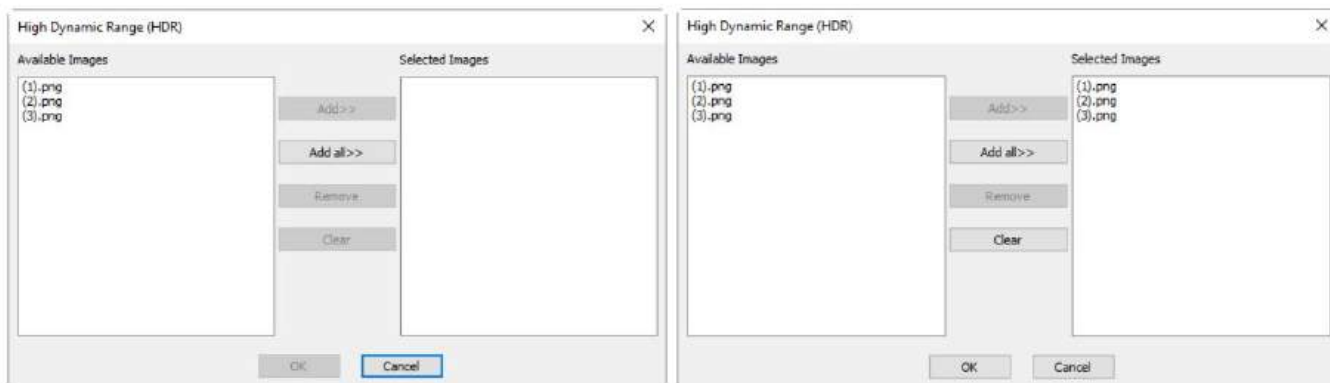 High Dynamic Range (HDR)
Available Images
Selected Images
(1).png
(2).png
(3).png
Add>>
Add all>>
Remove
Clear
OK
Cancel
High Dynamic Range (HDR)
Available Images
Selected Images
(1).png
(2).png
(3).png
Add>>
Add all>>
Remove
Clear
(1).png
(2).png
(3).png
OK
Cancel